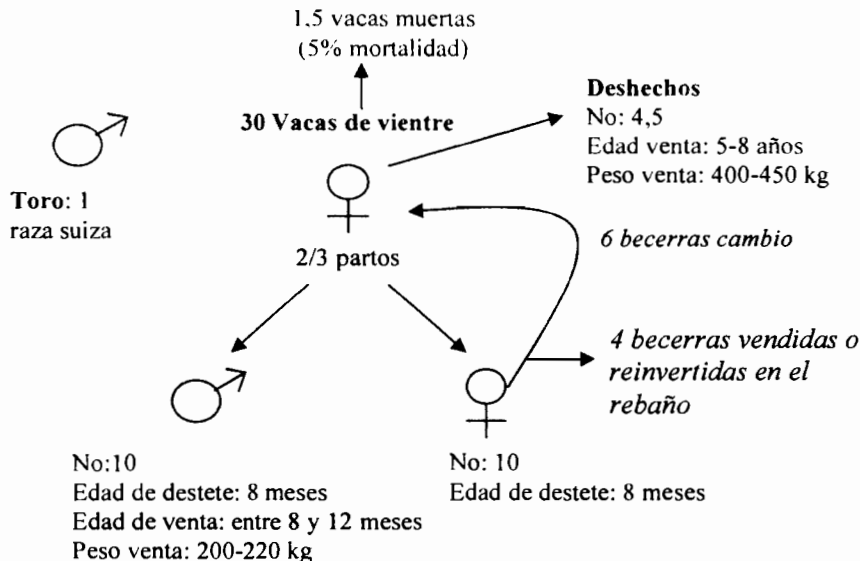 1,5 vacas muertas
(5% mortalidad)
30 Vacas de vientre
Deshechos
No: 4,5
Edad venta: 5-8 años
Peso venta: 400-450 kg
Toro: 1
raza suiza
6 becerras cambio
2/3 partos
4 becerras vendidas o
reinvertidas en el
rebaño
No:10
Edad de destete: 8 meses
Edad de venta: entre 8 y 12 meses
Peso venta: 200-220 kg
No: 10
Edad de destete: 8 meses